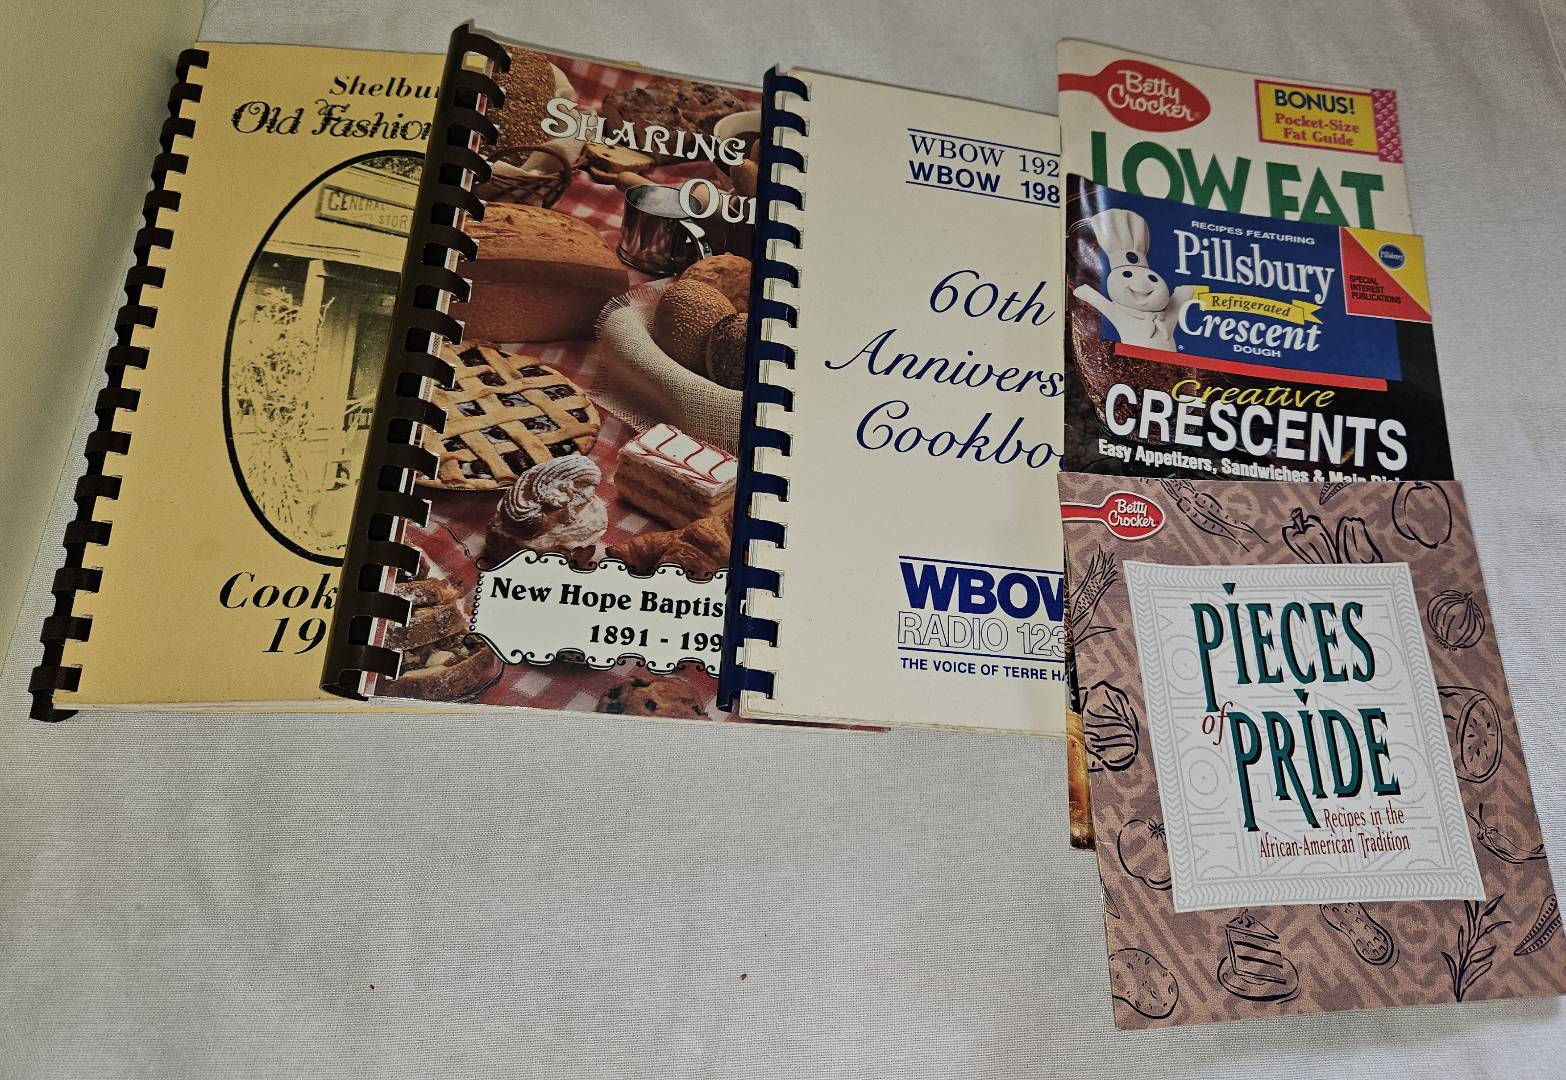 Shelbu
Old Fashion
GENERAL
STOR
Cook
19
SHARING
OU
New Hope Baptis
1891 - 199
WBOW 192
WBOW 198
60th
Annivers
Cookbo
WBOW
RADIO 123
THE VOICE OF TERRE HA
Betty
Crocker
BONUS!
Pocket-Size
Fat Guide
LOW FAT
RECIPES FEATURING
Pillsbury
Refrigerated
Crescent
DOUGH
Pillsbury
SPECIAL
INTEREST
PUBLICATIONS
Creative
CRESCENTS
Easy Appetizers, Sandwiches & Main Di
Betty
Crocker
PIECES
of
PRIDE
Recipes in the
African-American Tradition